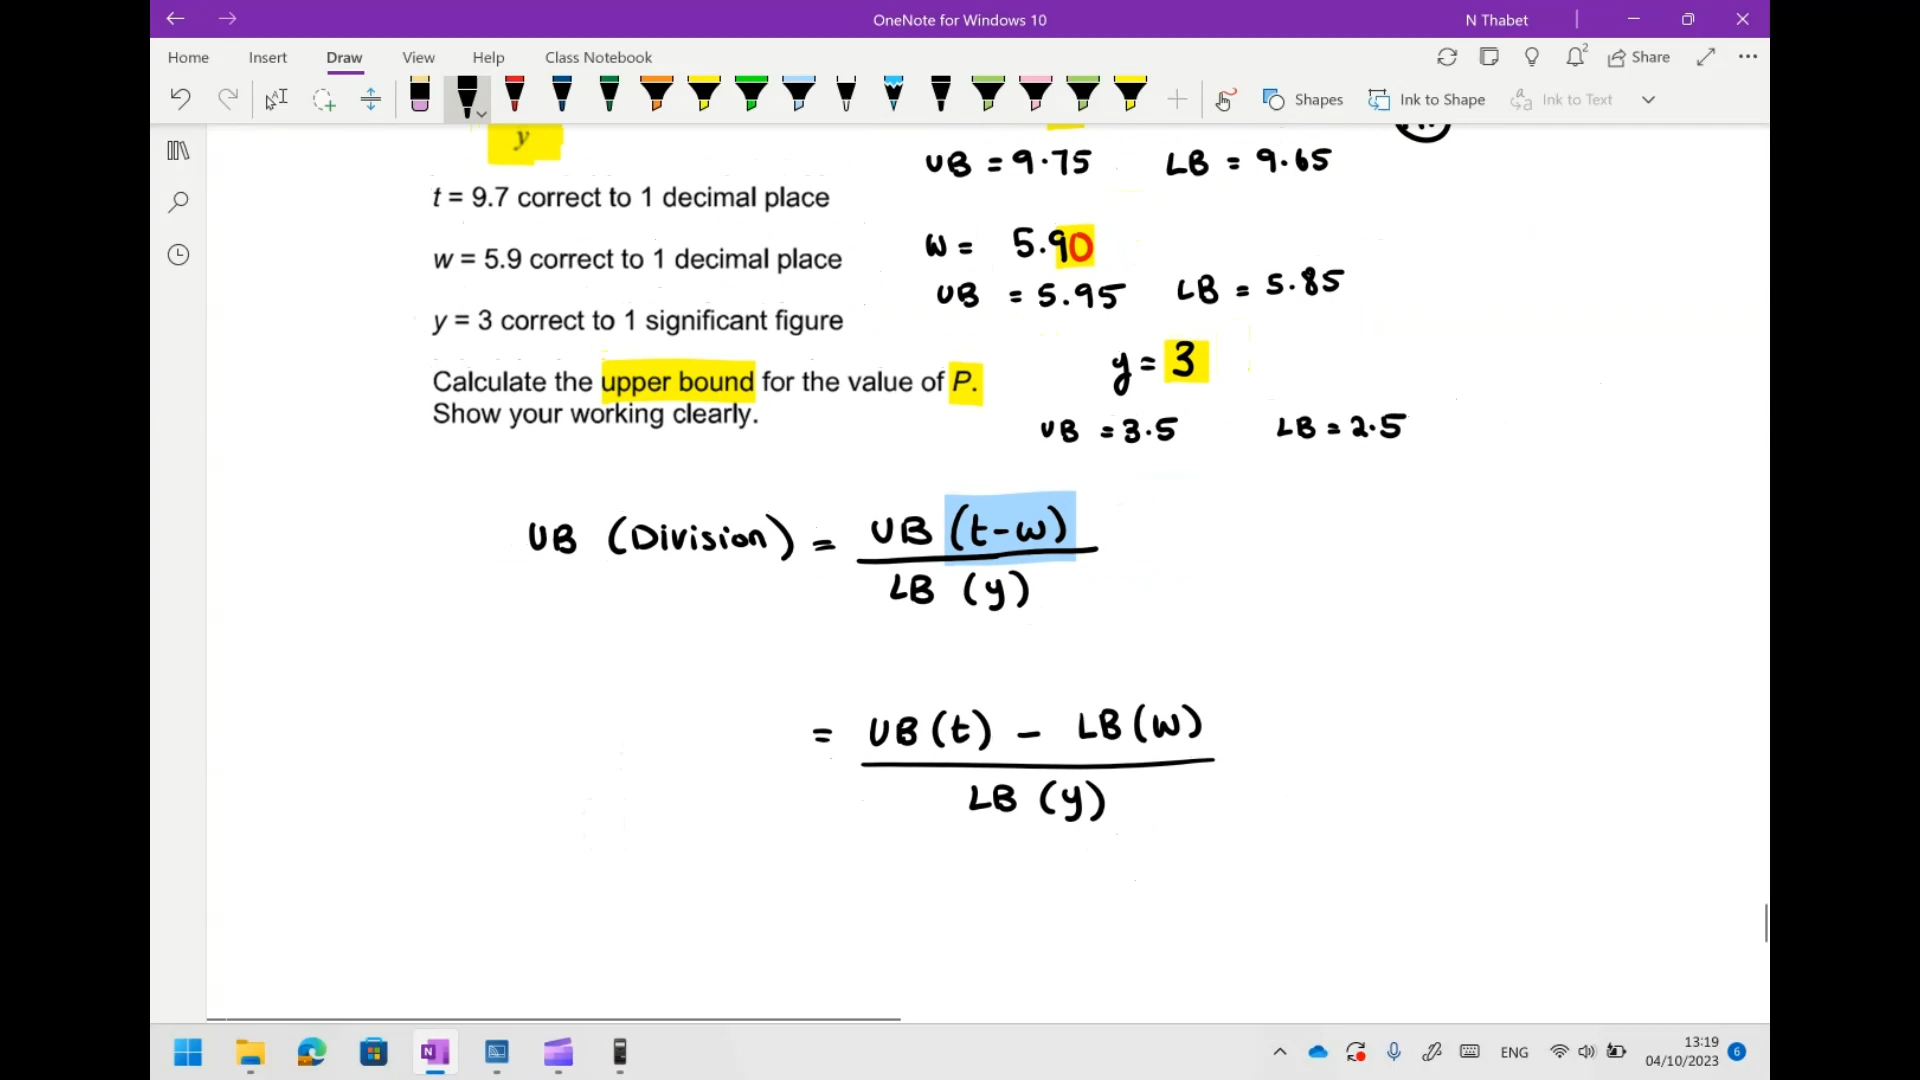 OneNote for Windows 10
N Thabet
Home Insert Draw View Help Class Notebook
2
Share
Shapes
Ink to Shape
Ink to Text
y
t = 9.7 correct to 1 decimal place
w = 5.9 correct to 1 decimal place
y = 3 correct to 1 significant figure
Calculate the upper bound for the value of P.
Show your working clearly.
UB = 9.75 LB = 9.65
W = 5.90
UB = 5.95 LB = 5.85
y = 3
UB = 3.5 LB = 2.5
UB (Division) = UB (t-w)
LB (y)
= UB (t) - LB (w)
LB (y)
ENG
13:19
04/10/2023
6